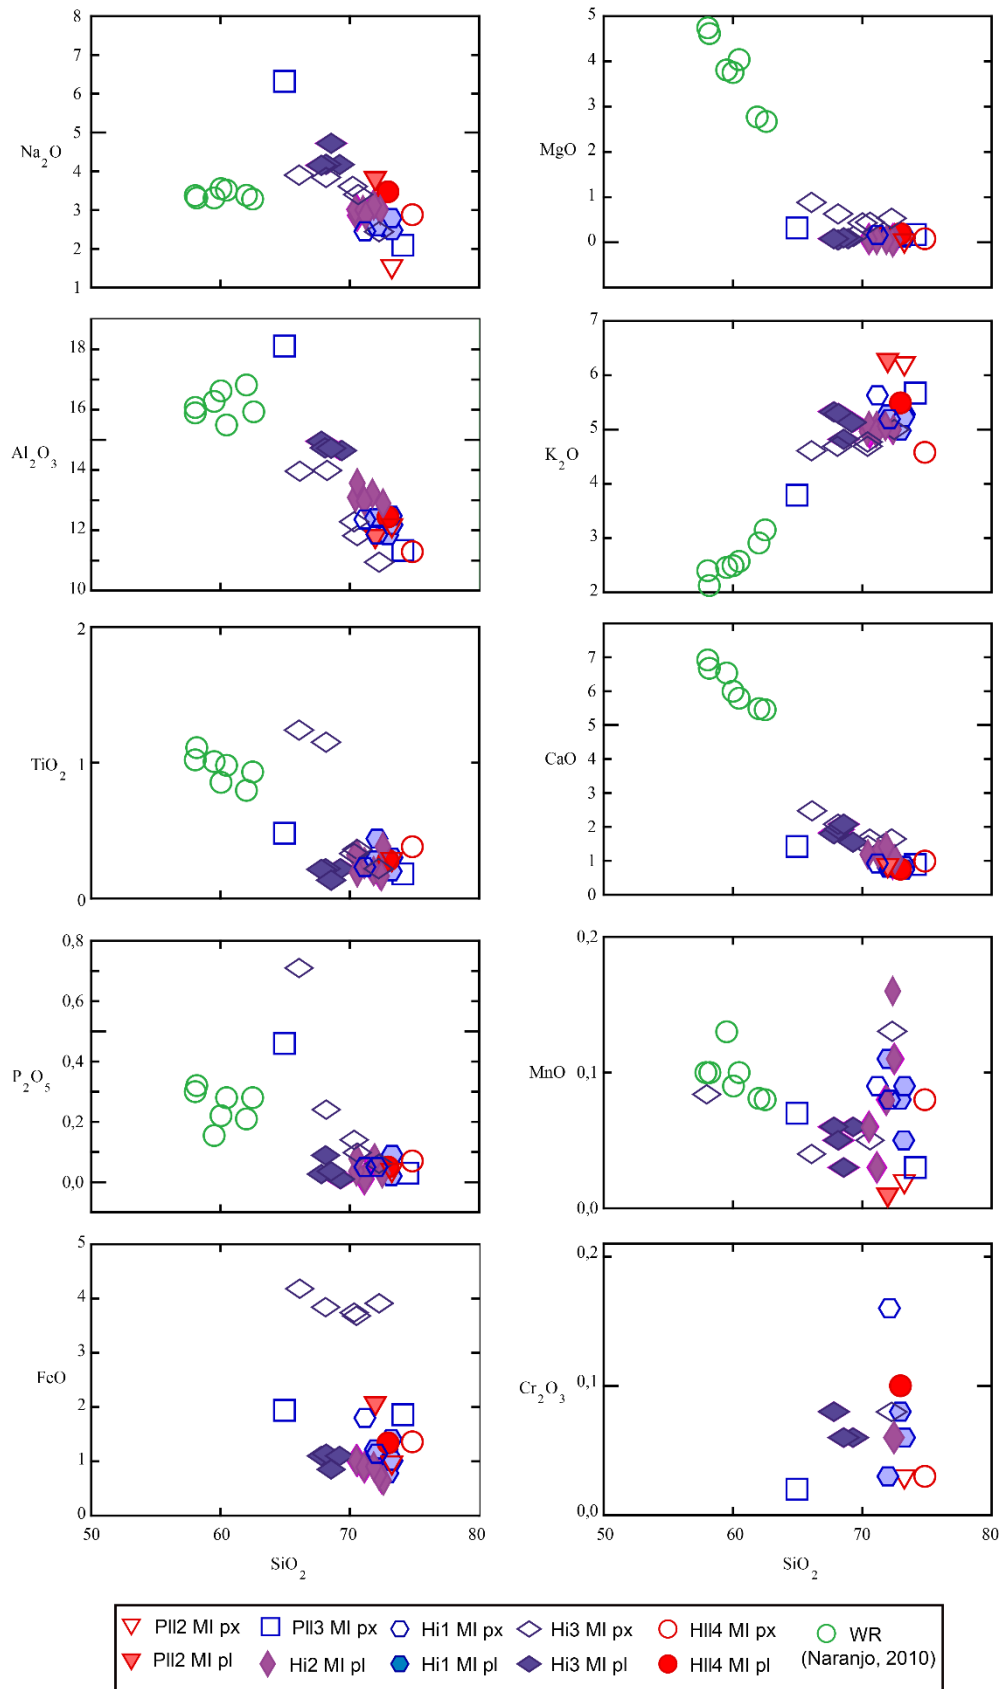 8
7
6
5
4
3
2
1
Na₂O
5
4
3
2
1
0
MgO
18
16
14
12
10
Al₂O₃
7
6
5
4
3
2
K₂O
2
1
0
TiO₂
7
6
5
4
3
2
1
0
CaO
0,8
0,6
0,4
0,2
0,0
P₂O₅
0,2
0,1
0,0
MnO
5
4
3
2
1
0
FeO
50
60
70
80
SiO₂
0,2
0,1
0,0
Cr₂O₃
50
60
70
80
SiO₂
PII2 MI px
PII3 MI px
Hi1 MI px
Hi3 MI px
HII4 MI px
WR
(Naranjo, 2010)
PII2 MI pl
Hi2 MI pl
Hi1 MI pl
Hi3 MI pl
HII4 MI pl